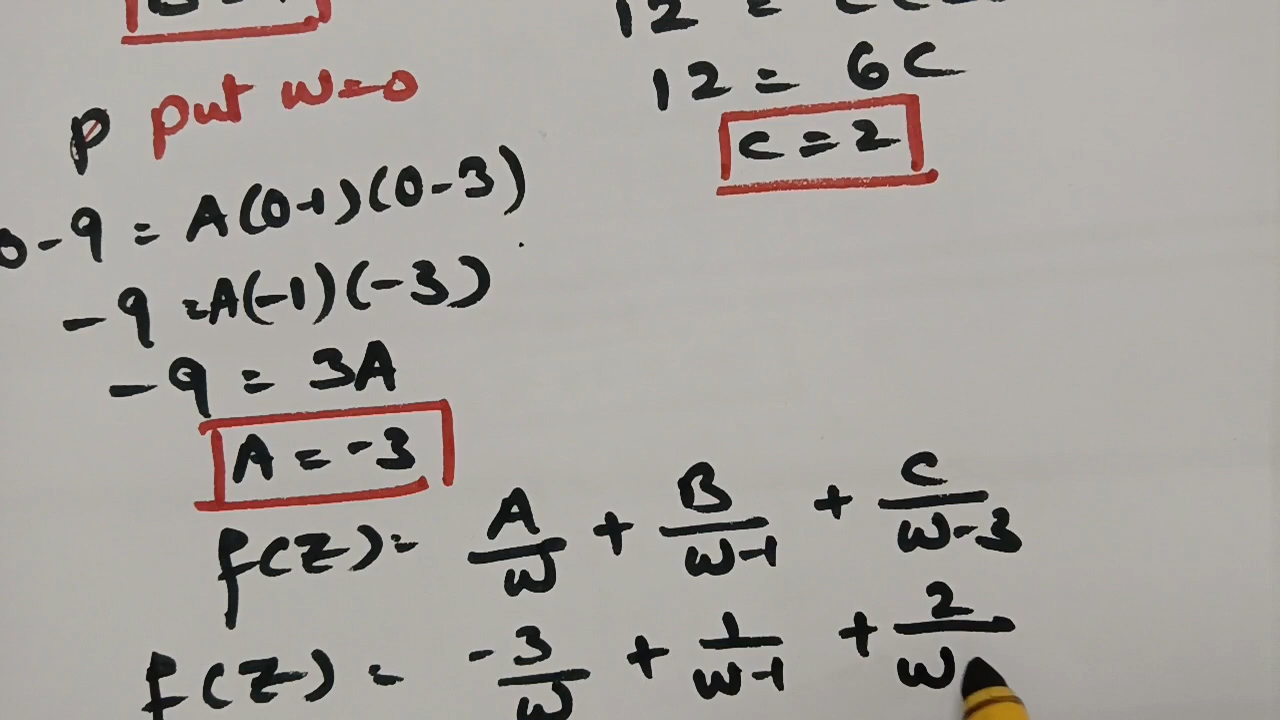 12 =
12 = 6C
C = 2
P put w=0
0-9 = A(0-1)(0-3)
-9 = A(-1)(-3)
-9 = 3A
A = -3
f(z) = A/w + B/w-1 + C/w-3
f(z) = -3/w + 1/w-1 + 2/w